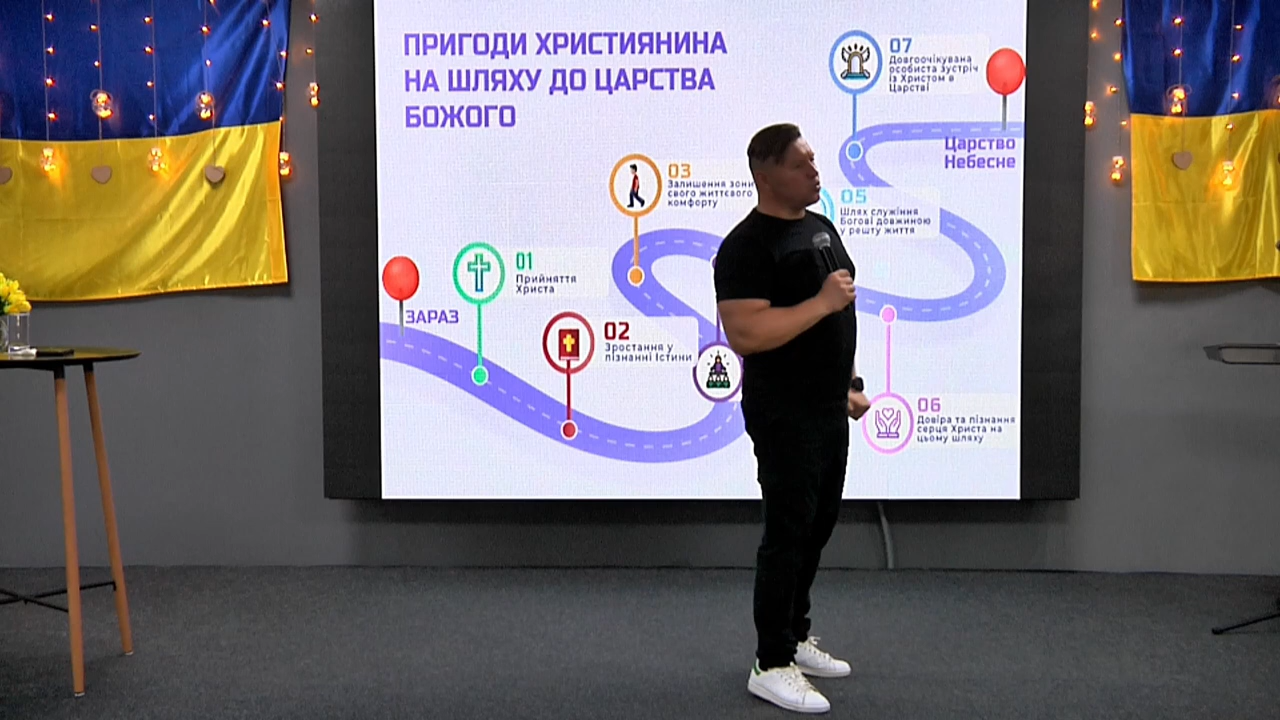 ПРИГОДИ ХРИСТИЯНИНА
НА ШЛЯХУ ДО ЦАРСТВА
БОЖОГО
ЗАРАЗ
01
Прийняття
Христа
02
Зростання у
пізнанні Істини
03
Залишення зони
свого життєвого
комфорту
05
Шлях служіння
Богові довжиною
у решту життя
06
Довіра та пізнання
серця Христа на
цьому шляху
07
Довгоочікувана
особиста зустріч
із Христом в
Царстві
Царство
Небесне